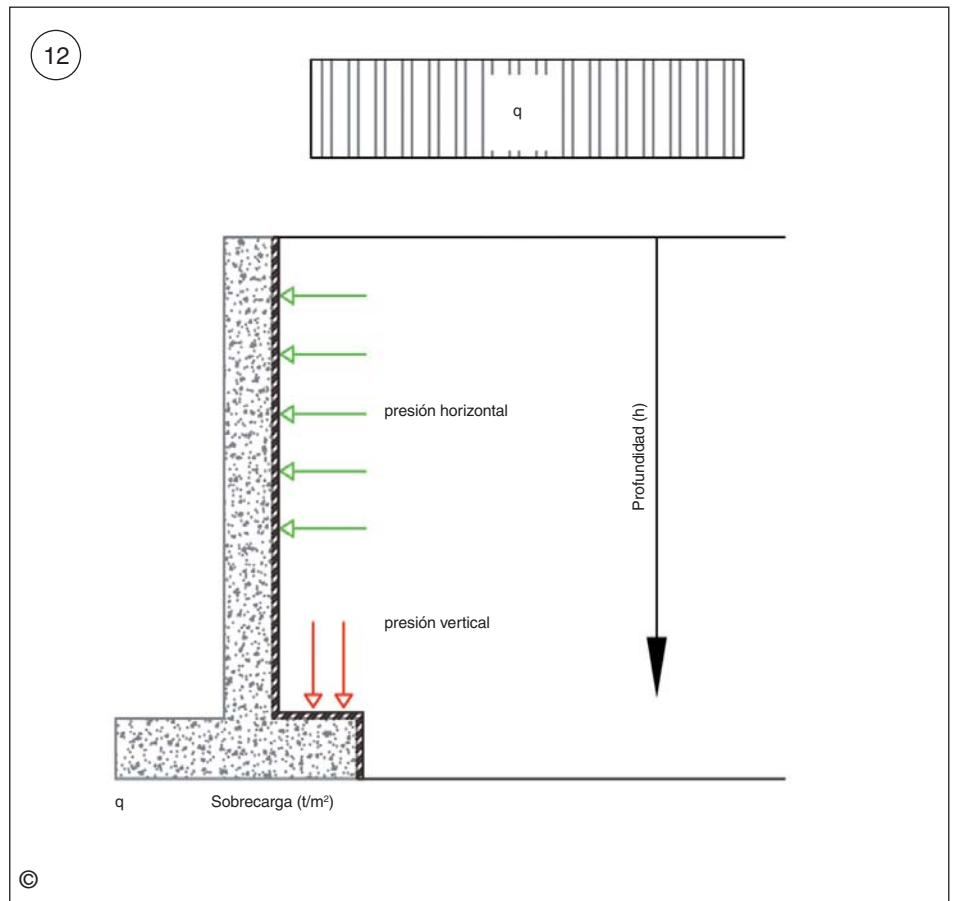 12
q
presión horizontal
Profundidad (h)
presión vertical
q Sobrecarga (t/m²)
©